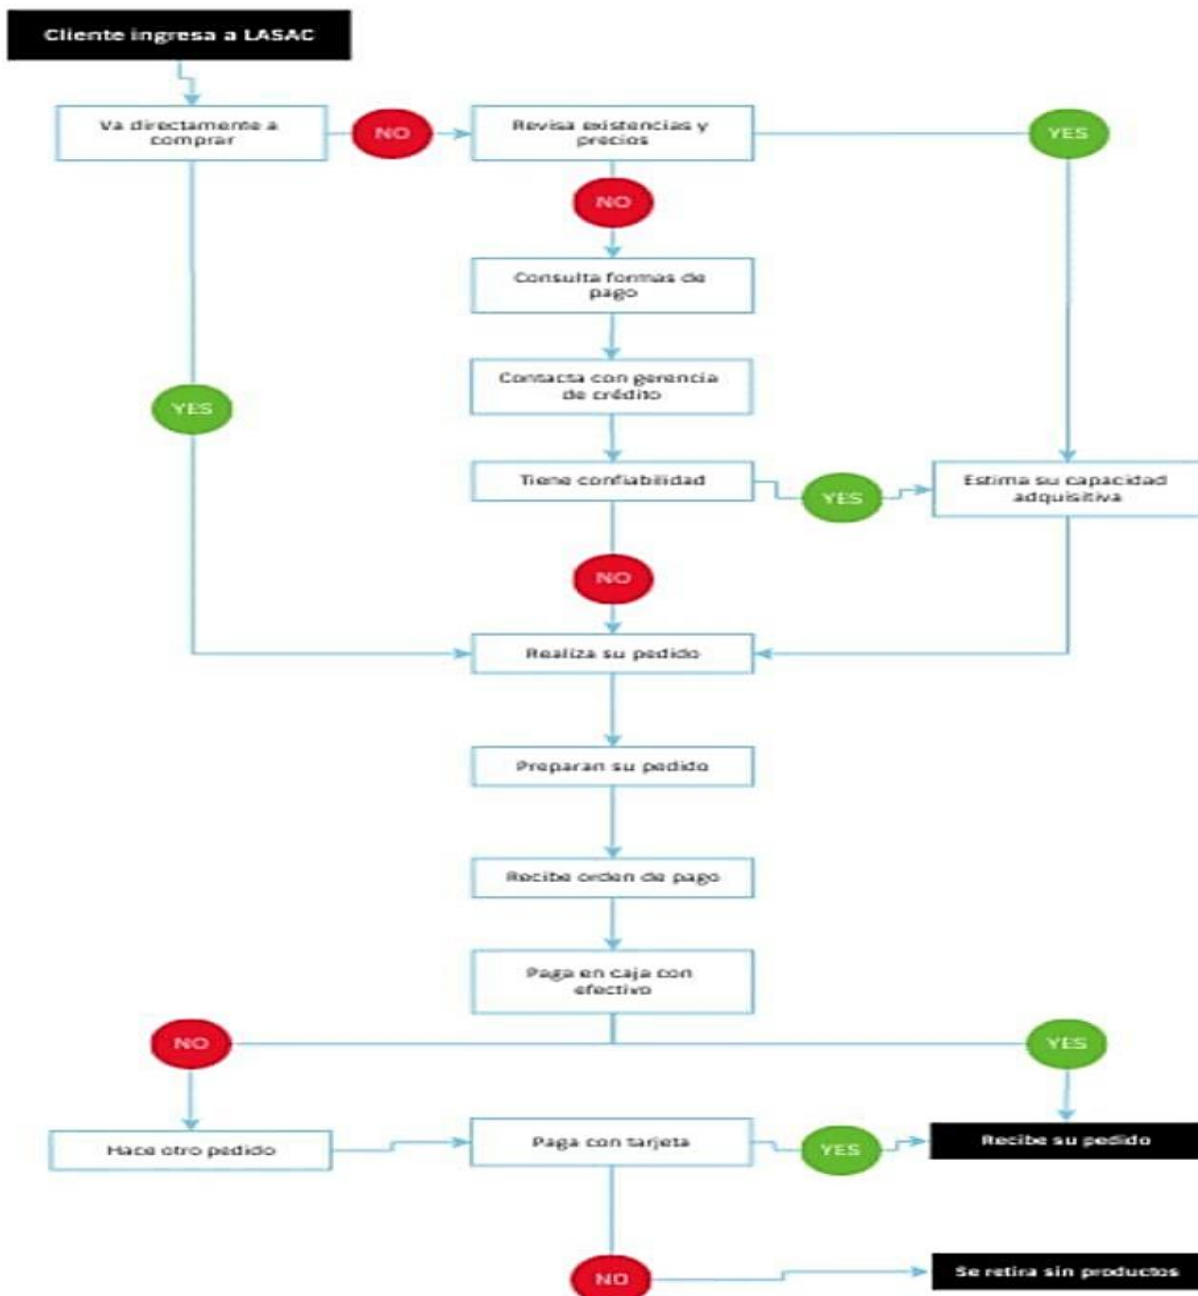 Cliente ingresa a LASAC
Va directamente a
comprar
NO
Revisa existencias y
precios
YES
NO
Consulta formas de
pago
Contacta con gerencia
de crédito
YES
Tiene confiabilidad
YES
Estima su capacidad
adquisitiva
NO
Realiza su pedido
Preparan su pedido
Recibe orden de pago
Paga en caja con
efectivo
NO
YES
Hace otro pedido
Paga con tarjeta
YES
Recibe su pedido
NO
Se retira sin productos